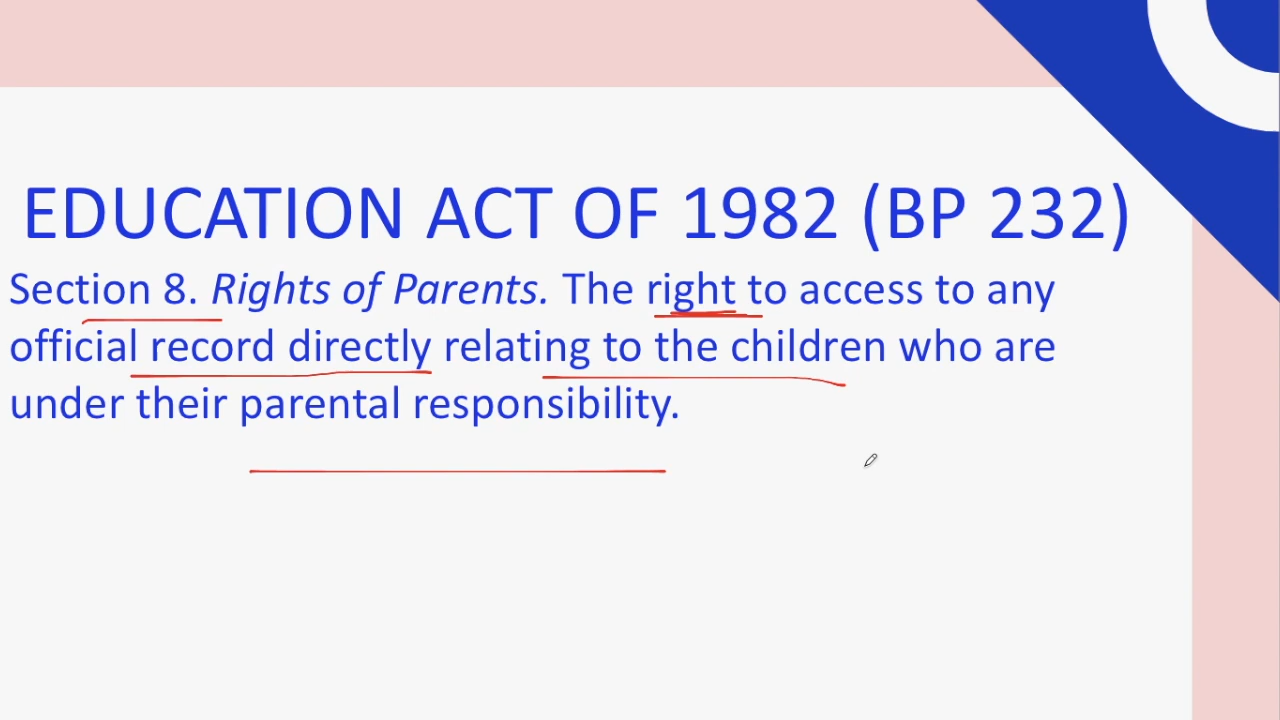 EDUCATION ACT OF 1982 (BP 232)
Section 8. Rights of Parents. The right to access to any
official record directly relating to the children who are
under their parental responsibility.